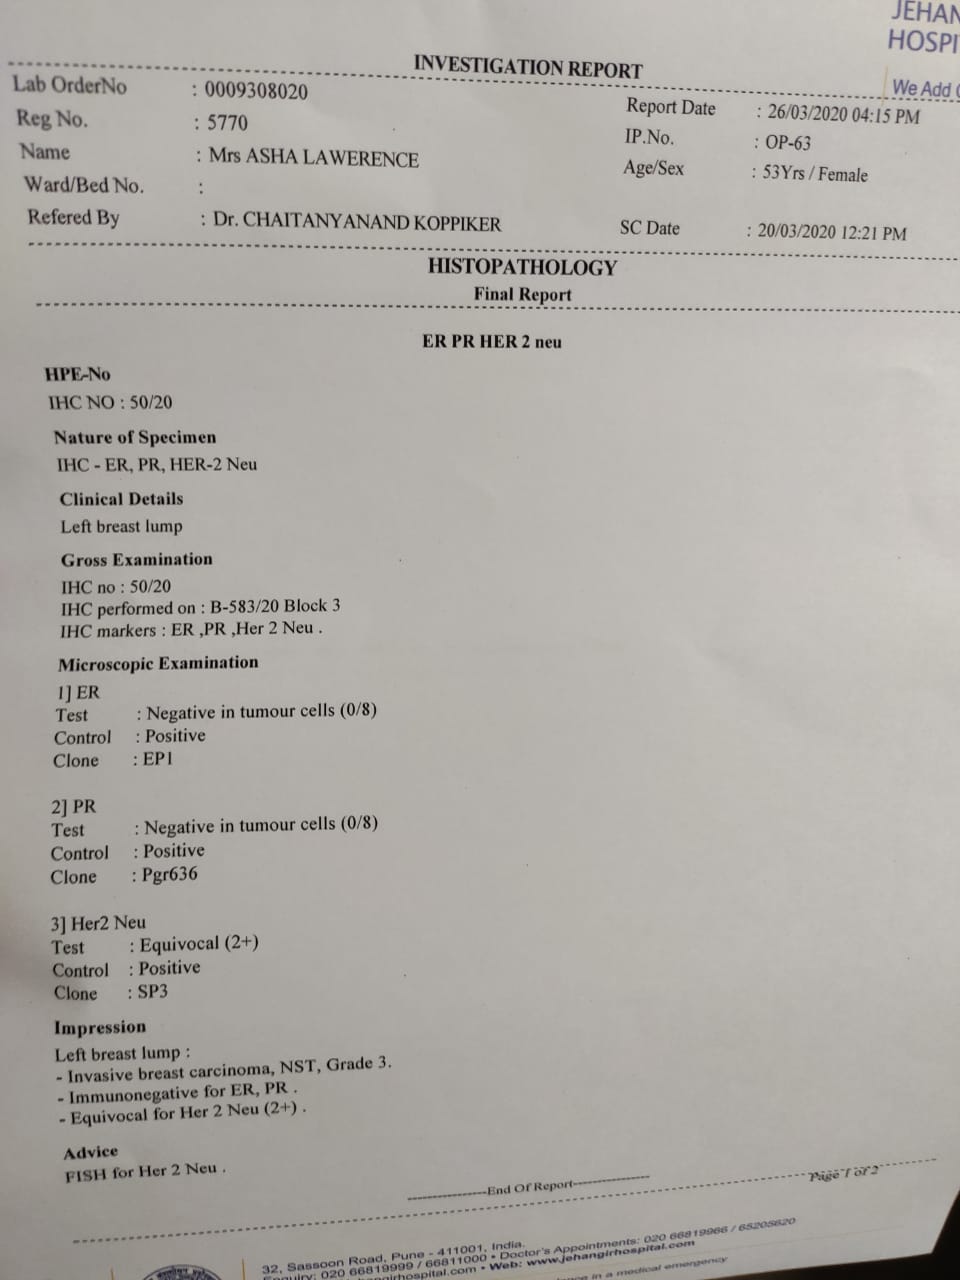 JEHAN
HOSPI
We Add
INVESTIGATION REPORT
Lab OrderNo : 0009308020
Report Date : 26/03/2020 04:15 PM
Reg No. : 5770
IP.No. : OP-63
Name : Mrs ASHA LAWERENCE
Age/Sex : 53Yrs / Female
Ward/Bed No. :
Refered By : Dr. CHAITANYANAND KOPPIKER
SC Date : 20/03/2020 12:21 PM
HISTOPATHOLOGY
Final Report
ER PR HER 2 neu
HPE-No
IHC NO : 50/20
Nature of Specimen
IHC - ER, PR, HER-2 Neu
Clinical Details
Left breast lump
Gross Examination
IHC no : 50/20
IHC performed on : B-583/20 Block 3
IHC markers : ER ,PR ,Her 2 Neu .
Microscopic Examination
1] ER
Test : Negative in tumour cells (0/8)
Control : Positive
Clone : EP1
2] PR
Test : Negative in tumour cells (0/8)
Control : Positive
Clone : Pgr636
3] Her2 Neu
Test : Equivocal (2+)
Control : Positive
Clone : SP3
Impression
Left breast lump :
- Invasive breast carcinoma, NST, Grade 3.
- Immunonegative for ER, PR .
- Equivocal for Her 2 Neu (2+) .
Advice
FISH for Her 2 Neu .
-----------------End Of Report-----------------
Page 1 of 2
32, Sassoon Road, Pune - 411001, India.
020 66819999 / 66811000 • Doctor's Appointments: 020 66819966 / 65205620
girhospital.com • Web: www.jehangirhospital.com
in a medical emergency